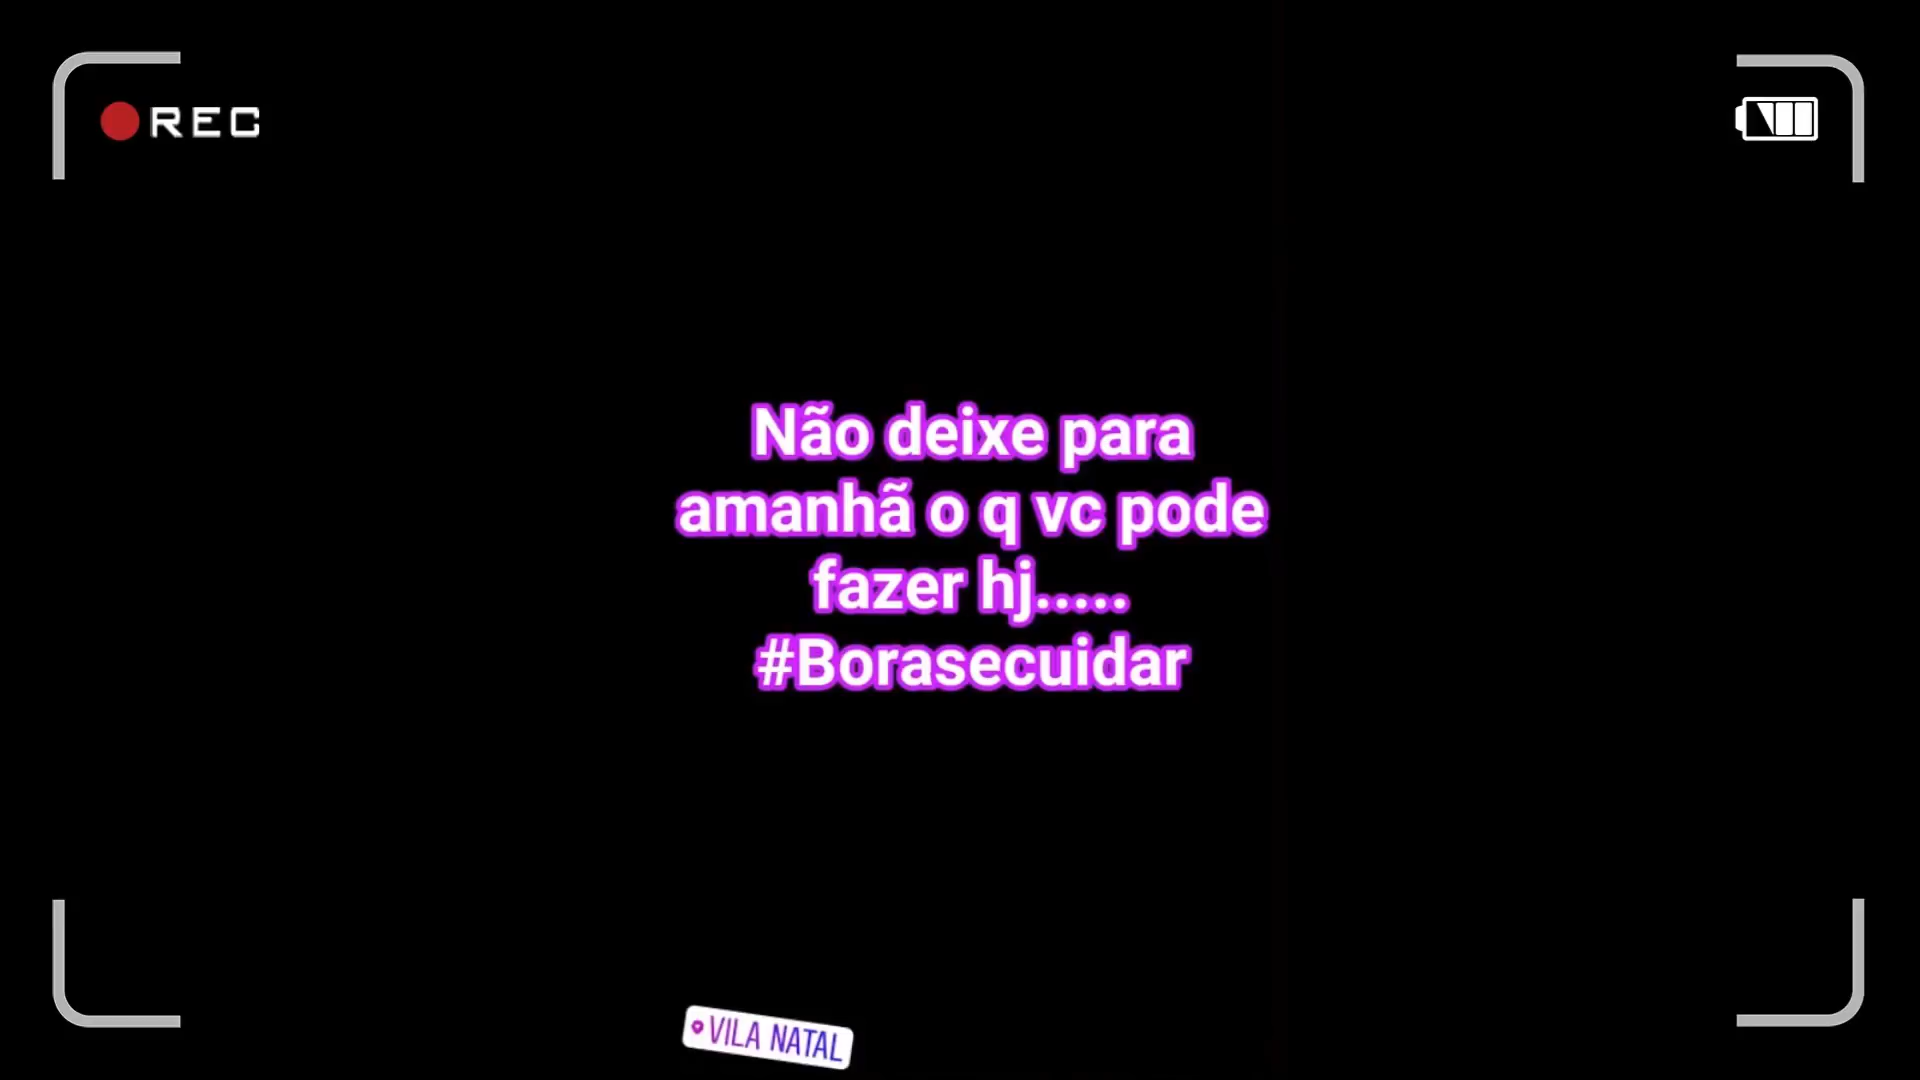 REC
Não deixe para
amanhã o q vc pode
fazer hj.....
#Borasecuidar
VILA NATAL